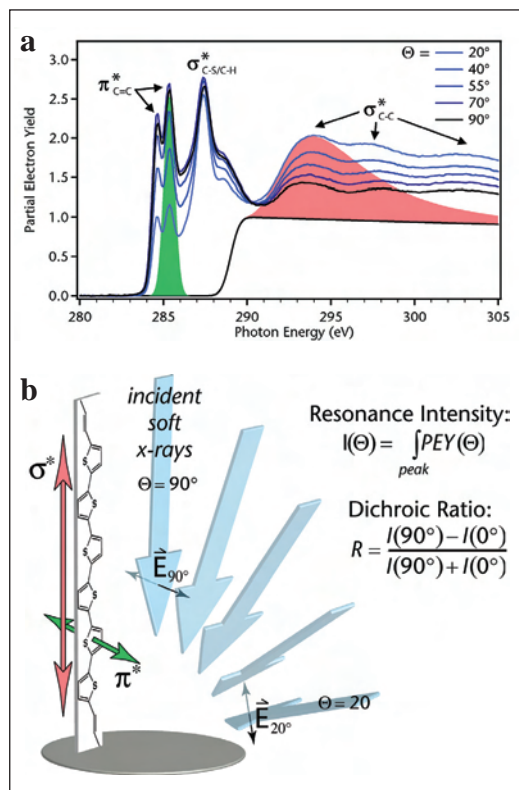 a
3.0
2.5
2.0
1.5
1.0
0.5
0.0
Partial Electron Yield
π* C=C
σ* C-S/C-H
Θ = 20°
40°
55°
70°
90°
σ* C-C
280 285 290 295 300 305
Photon Energy (eV)
b
incident
soft
x-rays
Θ = 90°
Resonance Intensity:
I(Θ) = ∫PEY(Θ)
peak
Dichroic Ratio:
R = I(90°) − I(0°)
I(90°) + I(0°)
σ*
E⃗90°
S
S
S
S
S
S
π*
E⃗20°
Θ = 20